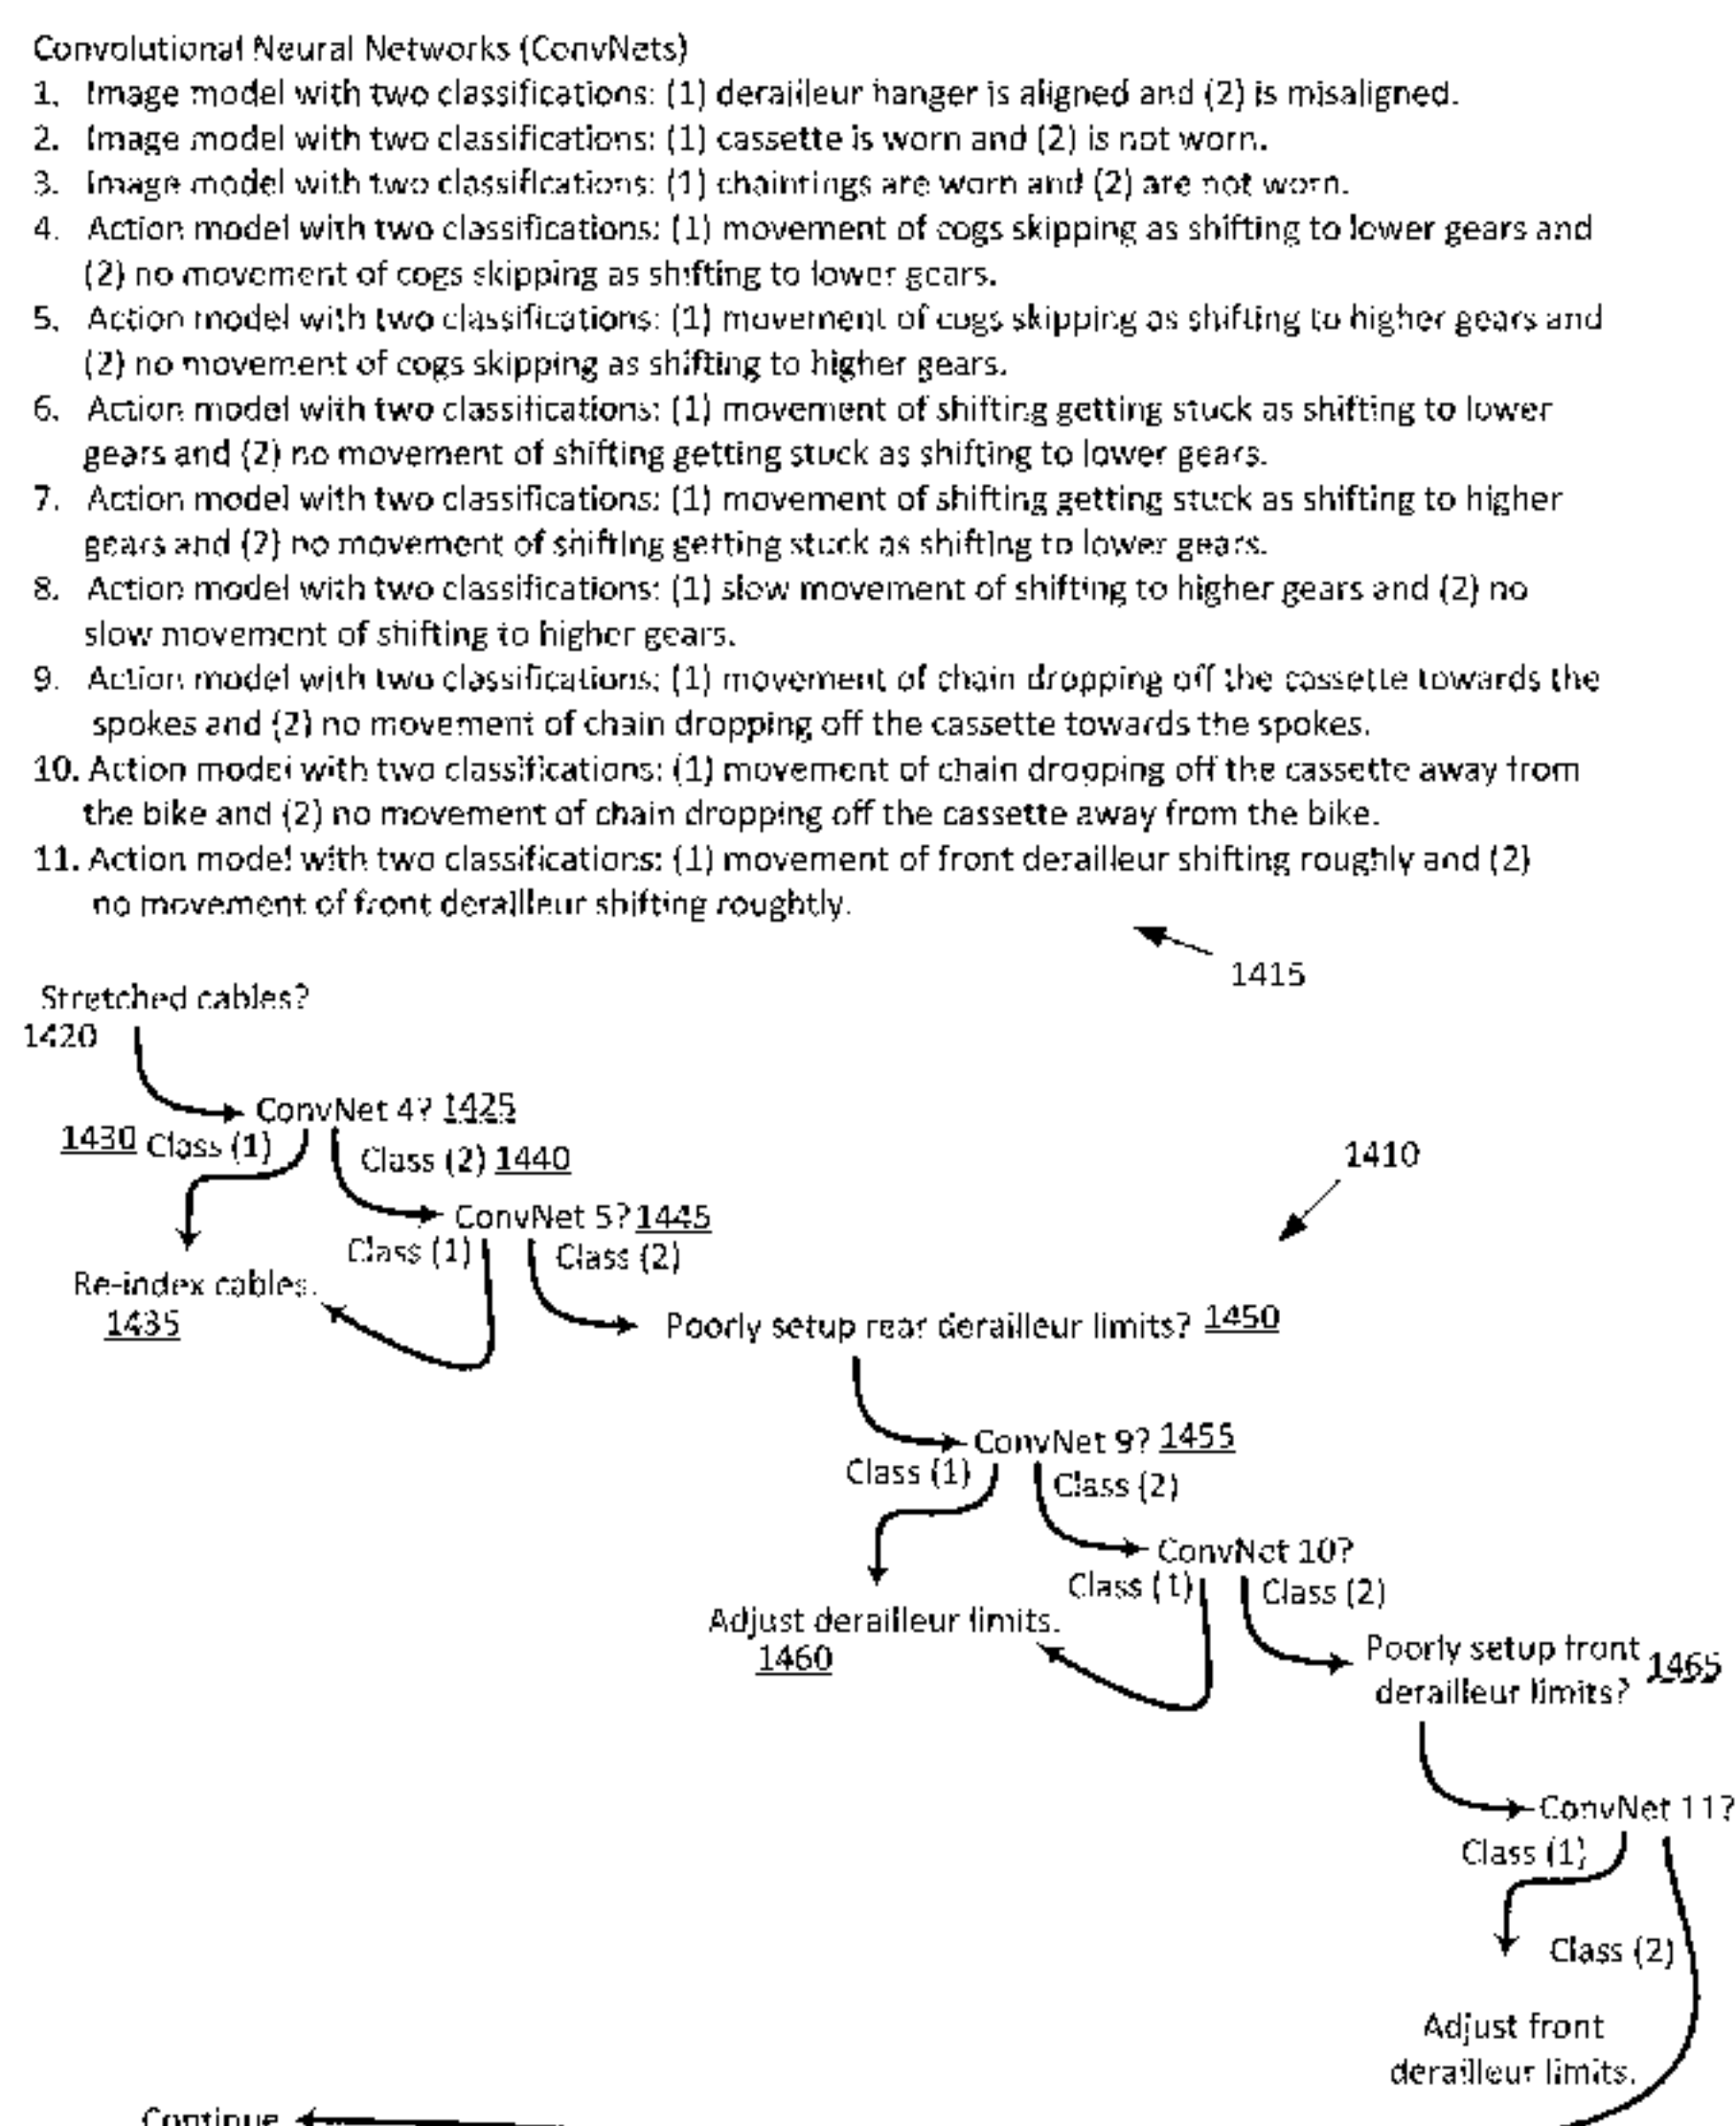 Convolutional Neural Networks (ConvNets)
1. Image model with two classifications: (1) derailleur hanger is aligned and (2) is misaligned.
2. Image model with two classifications: (1) cassette is worn and (2) is not worn.
3. Image model with two classifications: (1) chainrings are worn and (2) are not worn.
4. Action model with two classifications: (1) movement of cogs skipping as shifting to lower gears and
(2) no movement of cogs skipping as shifting to lower gears.
5. Action model with two classifications: (1) movement of cogs skipping as shifting to higher gears and
(2) no movement of cogs skipping as shifting to higher gears.
6. Action model with two classifications: (1) movement of shifting getting stuck as shifting to lower
gears and (2) no movement of shifting getting stuck as shifting to lower gears.
7. Action model with two classifications: (1) movement of shifting getting stuck as shifting to higher
gears and (2) no movement of shifting getting stuck as shifting to lower gears.
8. Action model with two classifications: (1) slow movement of shifting to higher gears and (2) no
slow movement of shifting to higher gears.
9. Action model with two classifications: (1) movement of chain dropping off the cassette towards the
spokes and (2) no movement of chain dropping off the cassette towards the spokes.
10. Action model with two classifications: (1) movement of chain dropping off the cassette away from
the bike and (2) no movement of chain dropping off the cassette away from the bike.
11. Action model with two classifications: (1) movement of front derailleur shifting roughly and (2)
no movement of front derailleur shifting roughtly.
1415
Stretched cables?
1420
ConvNet 4? 1425
1430 Class (1)
Class (2) 1440
1410
ConvNet 5? 1445
Class (1)
Class (2)
Re-index cables.
1435
Poorly setup rear derailleur limits? 1450
ConvNet 9? 1455
Class (1)
Class (2)
ConvNet 10?
Class (1)
Class (2)
Adjust derailleur limits.
1460
Poorly setup front
derailleur limits? 1465
ConvNet 11?
Class (1)
Class (2)
Adjust front
derailleur limits.
Continue